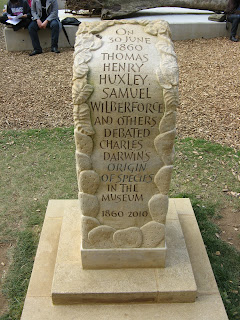 On
30 JUNE
1860
THOMAS
HENRY
HUXLEY,
SAMUEL
WILBERFORCE
AND OTHERS
DEBATED
CHARLES
DARWINS
ORIGIN
OF SPECIES
IN THE
MUSEUM
1860 2010